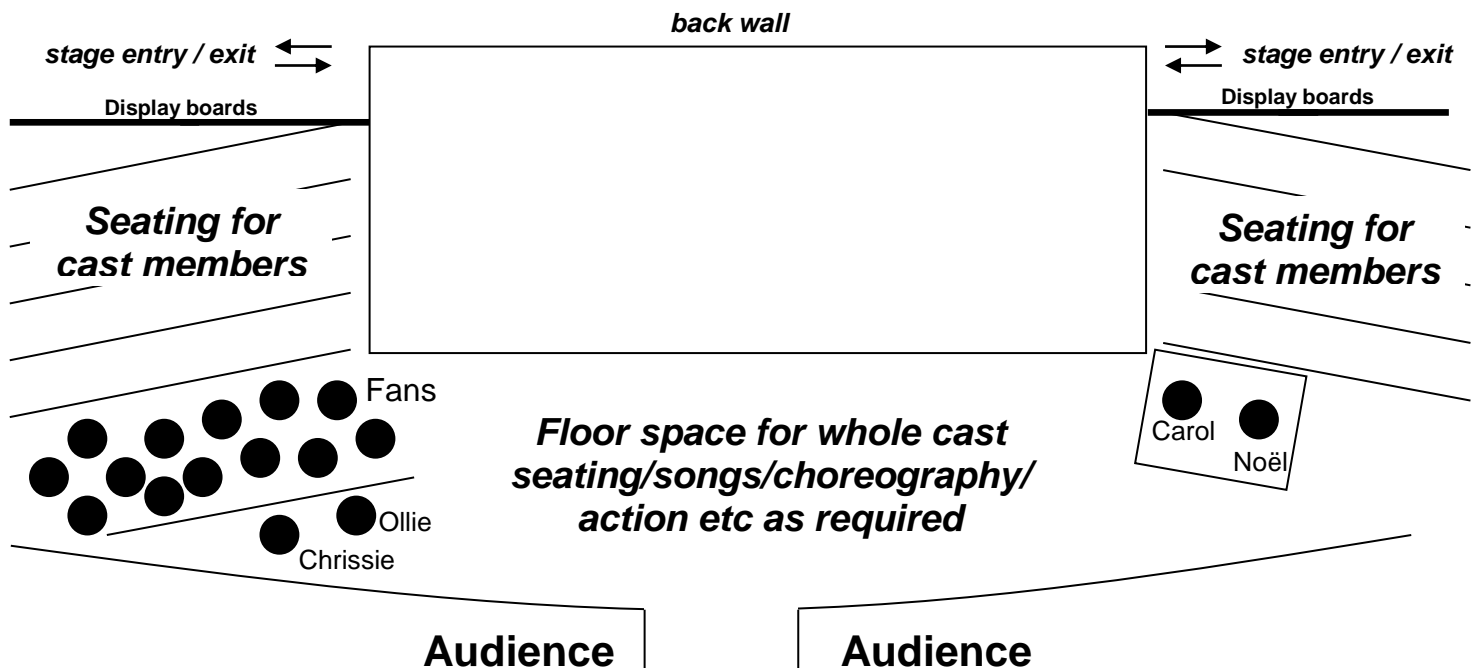 back wall
stage entry / exit
stage entry / exit
Display boards
Display boards
Seating for
cast members
Seating for
cast members
Fans
Carol
Noël
Floor space for whole cast
seating/songs/choreography/
action etc as required
Ollie
Chrissie
Audience
Audience